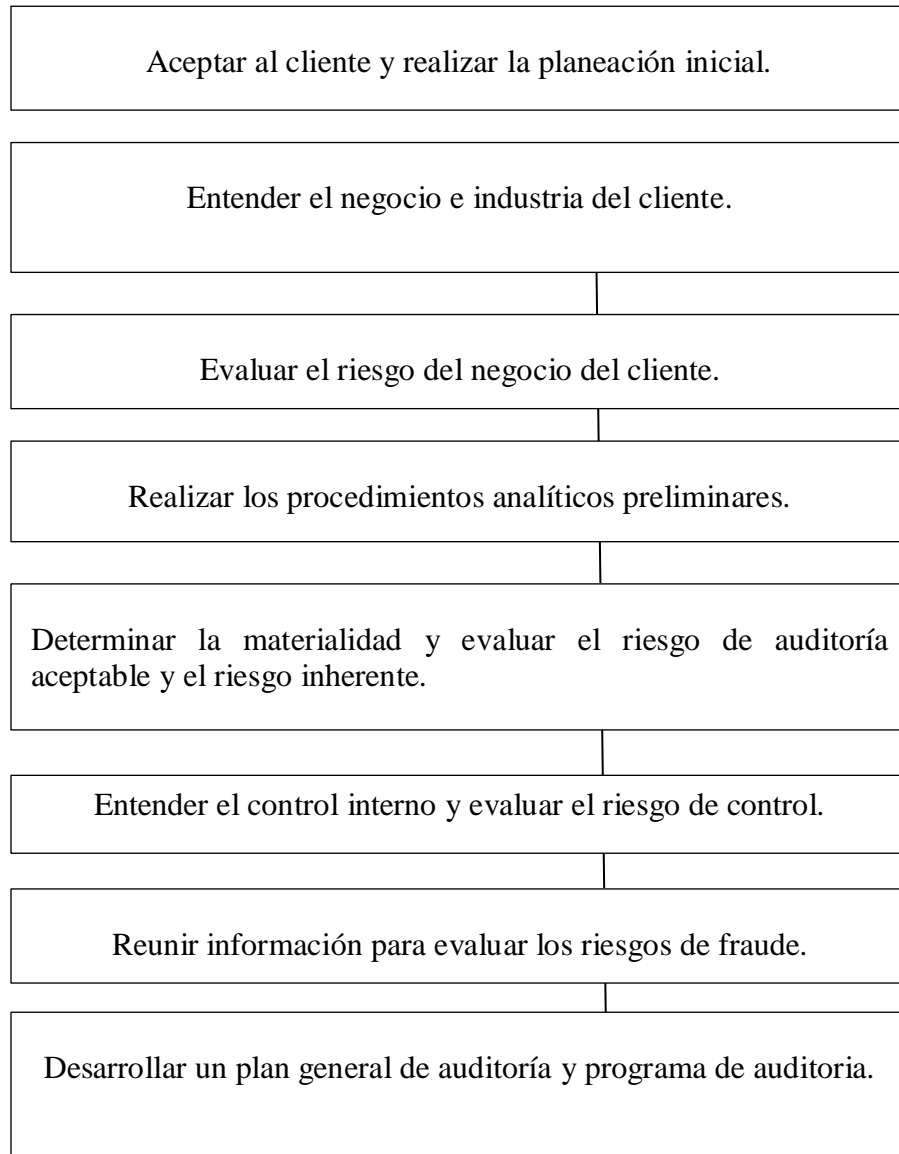 Aceptar al cliente y realizar la planeación inicial.
Entender el negocio e industria del cliente.
Evaluar el riesgo del negocio del cliente.
Realizar los procedimientos analíticos preliminares.
Determinar la materialidad y evaluar el riesgo de auditoría
aceptable y el riesgo inherente.
Entender el control interno y evaluar el riesgo de control.
Reunir información para evaluar los riesgos de fraude.
Desarrollar un plan general de auditoría y programa de auditoria.